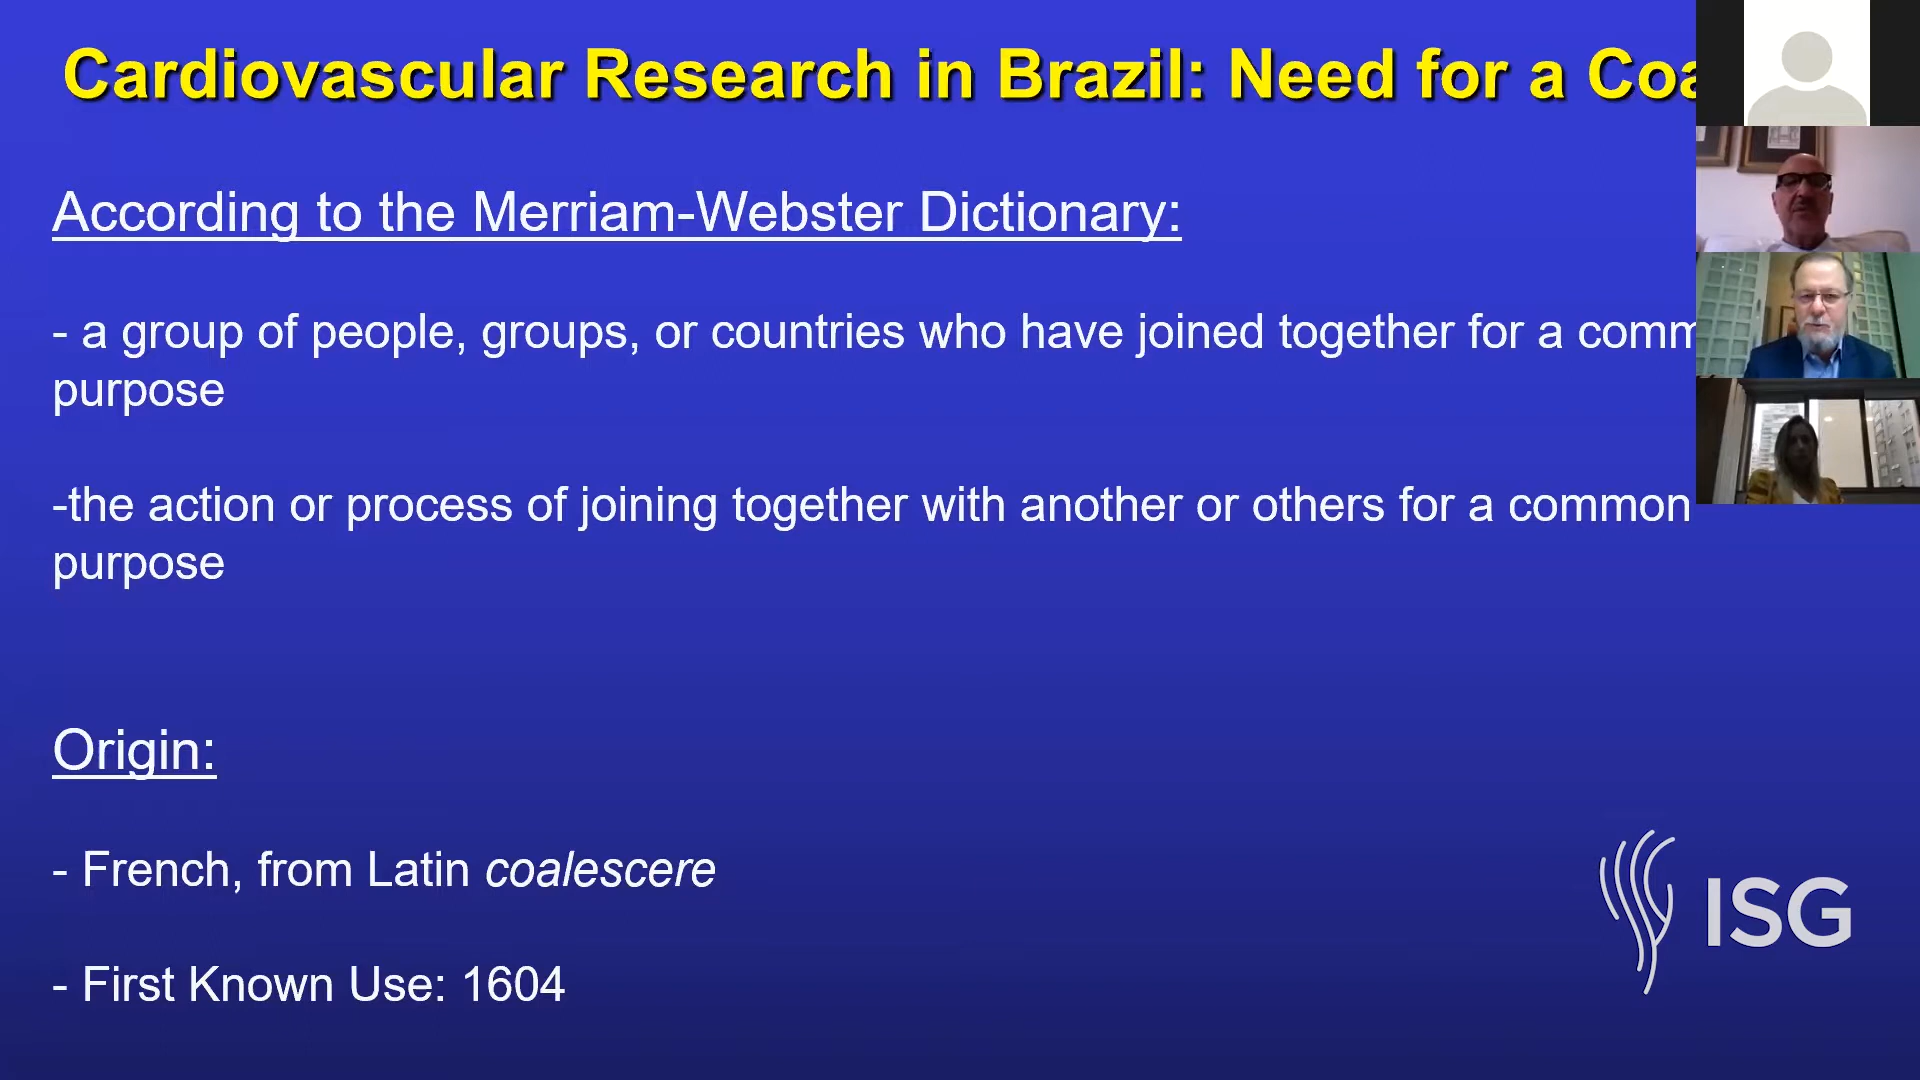 Cardiovascular Research in Brazil: Need for a
According to the Merriam-Webster Dictionary:
- a group of people, groups, or countries who have joined together for a
purpose
-the action or process of joining together with another or others for a common
purpose
Origin:
- French, from Latin coalescere
- First Known Use: 1604
ISG